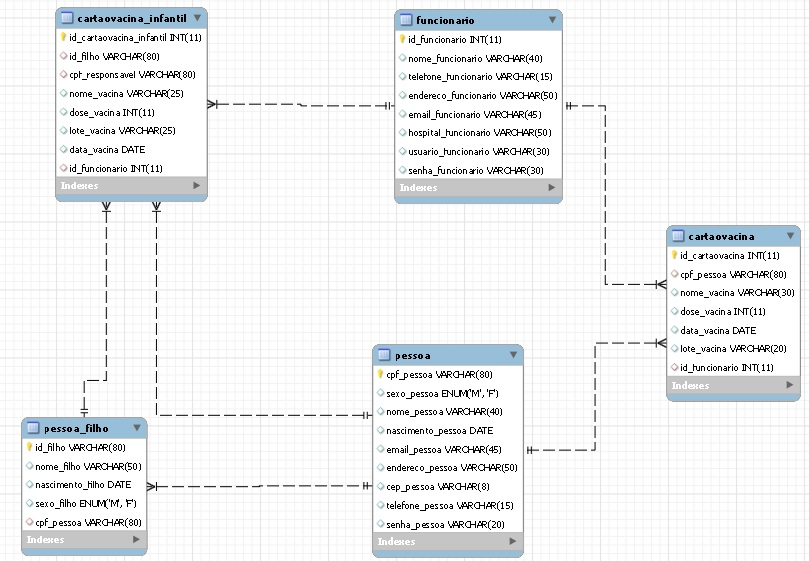 cartaovacina_infantil
id_cartaovacina_infantil INT(11)
id_filho VARCHAR(80)
cpf_responsavel VARCHAR(80)
nome_vacina VARCHAR(25)
dose_vacina INT(11)
lote_vacina VARCHAR(25)
data_vacina DATE
id_funcionario INT(11)
Indexes
funcionario
id_funcionario INT(11)
nome_funcionario VARCHAR(40)
telefone_funcionario VARCHAR(15)
endereco_funcionario VARCHAR(50)
email_funcionario VARCHAR(45)
hospital_funcionario VARCHAR(50)
usuario_funcionario VARCHAR(30)
senha_funcionario VARCHAR(30)
Indexes
cartaovacina
id_cartaovacina INT(11)
cpf_pessoa VARCHAR(80)
nome_vacina VARCHAR(30)
dose_vacina INT(11)
data_vacina DATE
lote_vacina VARCHAR(20)
id_funcionario INT(11)
Indexes
pessoa
cpf_pessoa VARCHAR(80)
sexo_pessoa ENUM('M', 'F')
nome_pessoa VARCHAR(40)
nascimento_pessoa DATE
email_pessoa VARCHAR(45)
endereco_pessoa VARCHAR(50)
cep_pessoa VARCHAR(8)
telefone_pessoa VARCHAR(15)
senha_pessoa VARCHAR(20)
Indexes
pessoa_filho
id_filho VARCHAR(80)
nome_filho VARCHAR(50)
nascimento_filho DATE
sexo_filho ENUM('M', 'F')
cpf_pessoa VARCHAR(80)
Indexes